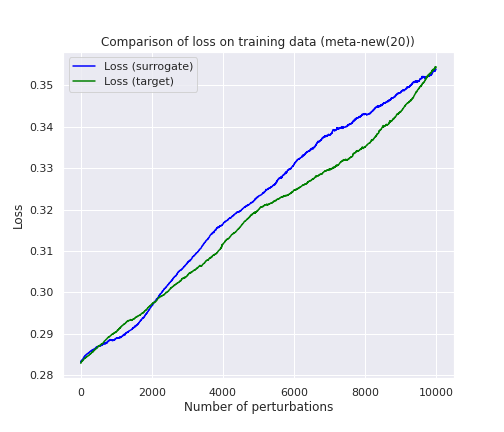 Comparison of loss on training data (meta-new(20))
Loss (surrogate)
Loss (target)
0.35
0.34
0.33
0.32
0.31
0.30
0.29
0.28
Loss
0 2000 4000 6000 8000 10000
Number of perturbations